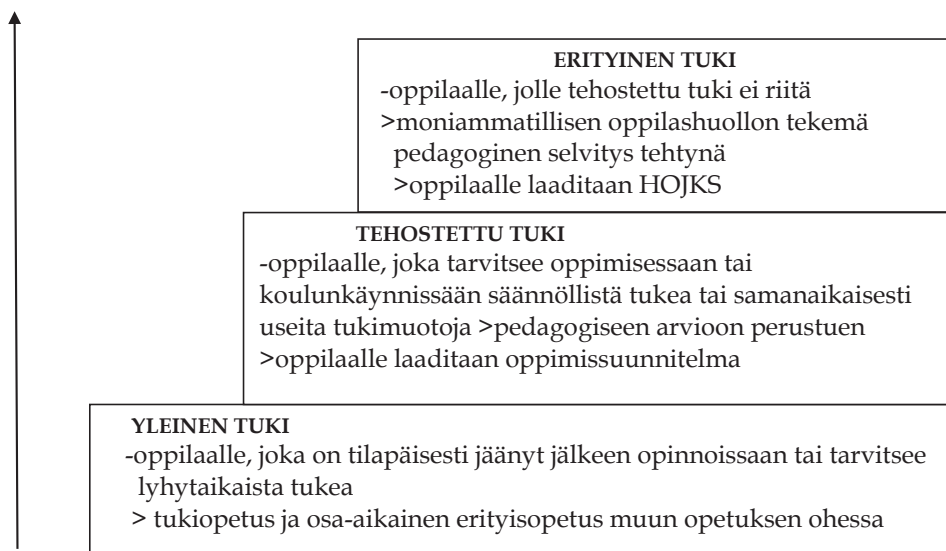 ERITYINEN TUKI
-oppilaalle, jolle tehostettu tuki ei riitä
>moniammatillisen oppilashuollon tekemä
pedagoginen selvitys tehtynä
>oppilaalle laaditaan HOJKS
TEHOSTETTU TUKI
-oppilaalle, joka tarvitsee oppimisessaan tai
koulunkäynnissään säännöllistä tukea tai samanaikaisesti
useita tukimuotoja >pedagogiseen arvioon perustuen
>oppilaalle laaditaan oppimissuunnitelma
YLEINEN TUKI
-oppilaalle, joka on tilapäisesti jäänyt jälkeen opinnoissaan tai tarvitsee
lyhytaikaista tukea
> tukiopetus ja osa-aikainen erityisopetus muun opetuksen ohessa